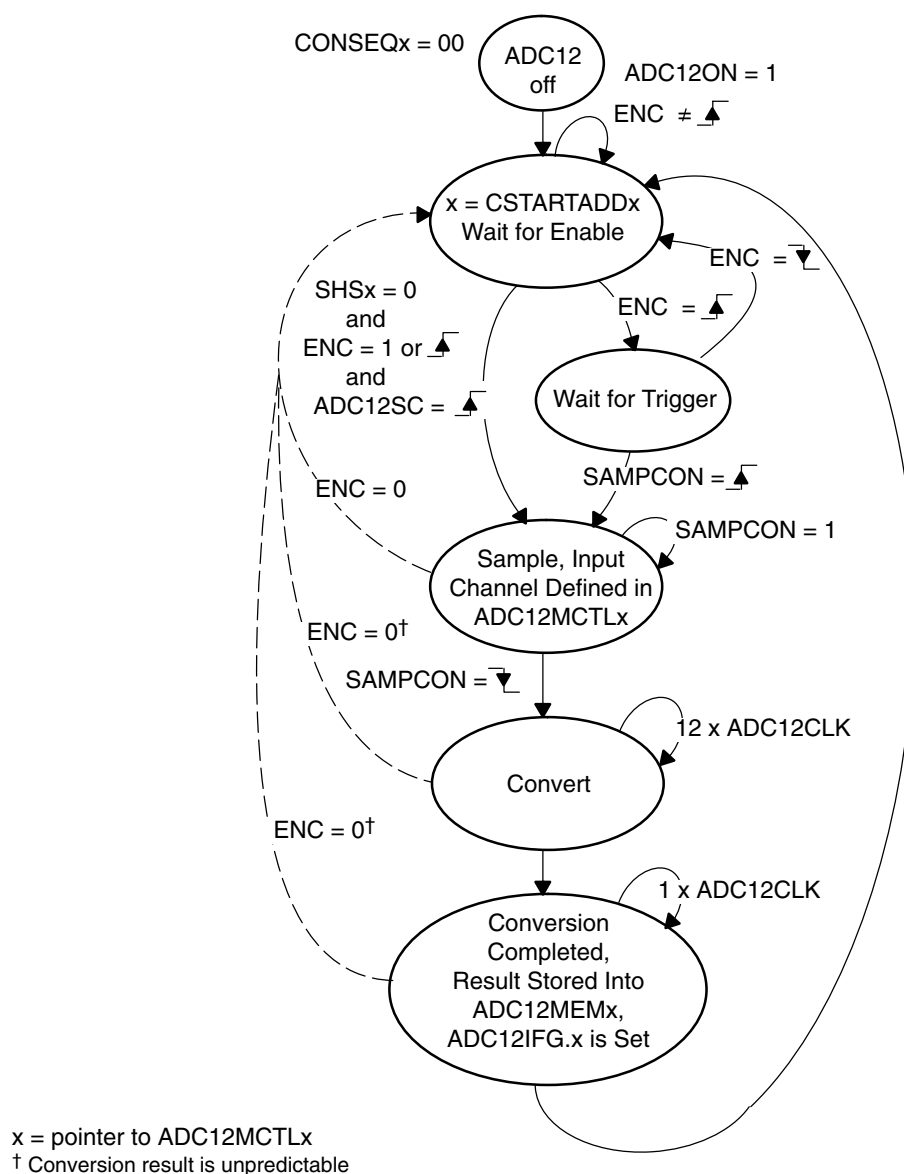 CONSEQx = 00
ADC12
off
ADC12ON = 1
ENC ≠
x = CSTARTADDx
Wait for Enable
ENC =
SHSx = 0
and
ENC = 1 or
and
ADC12SC =
ENC =
Wait for Trigger
SAMPCON =
ENC = 0
SAMPCON = 1
Sample, Input
Channel Defined in
ADC12MCTLx
ENC = 0†
SAMPCON =
12 x ADC12CLK
Convert
ENC = 0†
1 x ADC12CLK
Conversion
Completed,
Result Stored Into
ADC12MEMx,
ADC12IFG.x is Set
x = pointer to ADC12MCTLx
† Conversion result is unpredictable